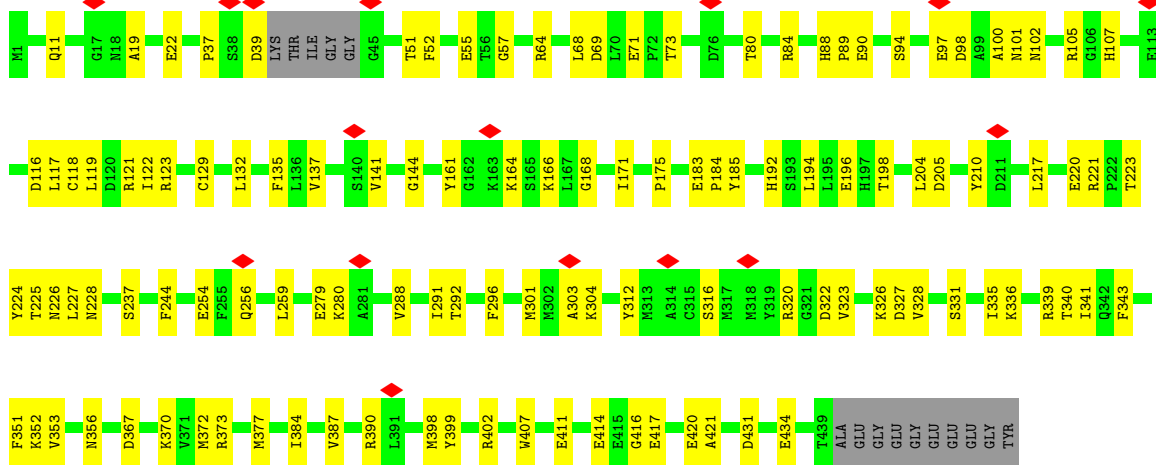 M1 Q11 G17 N18 A19 E22 P37 S38 D39 LYS THR ILE GLY GLY G45 T51 F52 E55 T56 G57 R64 L68 D69 L70 E71 P72 T73 D76 T80 R84 H88 P89 E90 S94 E97 D98 A99 A100 N101 N102 R105 G106 H107 E113
D116 L117 C118 L119 D120 R121 I122 R123 C129 L132 F135 L136 V137 S140 V141 G144 Y161 G162 K163 K164 S165 K166 L167 G168 I171 P175 E183 P184 Y185 H192 S193 L194 L195 E196 H197 T198 L204 D205 Y210 D211 L217 E220 R221 P222 T223
Y224 T225 N226 L227 N228 S237 F244 E254 F255 Q256 L259 E279 K280 A281 V288 I291 T292 F296 M301 M302 A303 K304 Y312 M313 A314 C315 S316 M317 M318 Y319 R320 G321 D322 V323 K326 D327 V328 S331 I335 K336 R339 T340 I341 Q342 F343
F351 K352 V353 N356 D367 K370 V371 M372 R373 M377 I384 V387 R390 L391 M398 Y399 R402 W407 E411 E414 E415 G416 E417 E420 A421 D431 E434 T439 ALA GLU GLY GLU GLY GLU GLU GLU GLY TYR